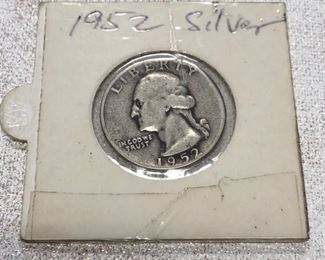 1952 Silver
LIBERTY
IN GOD WE
TRUST
1952